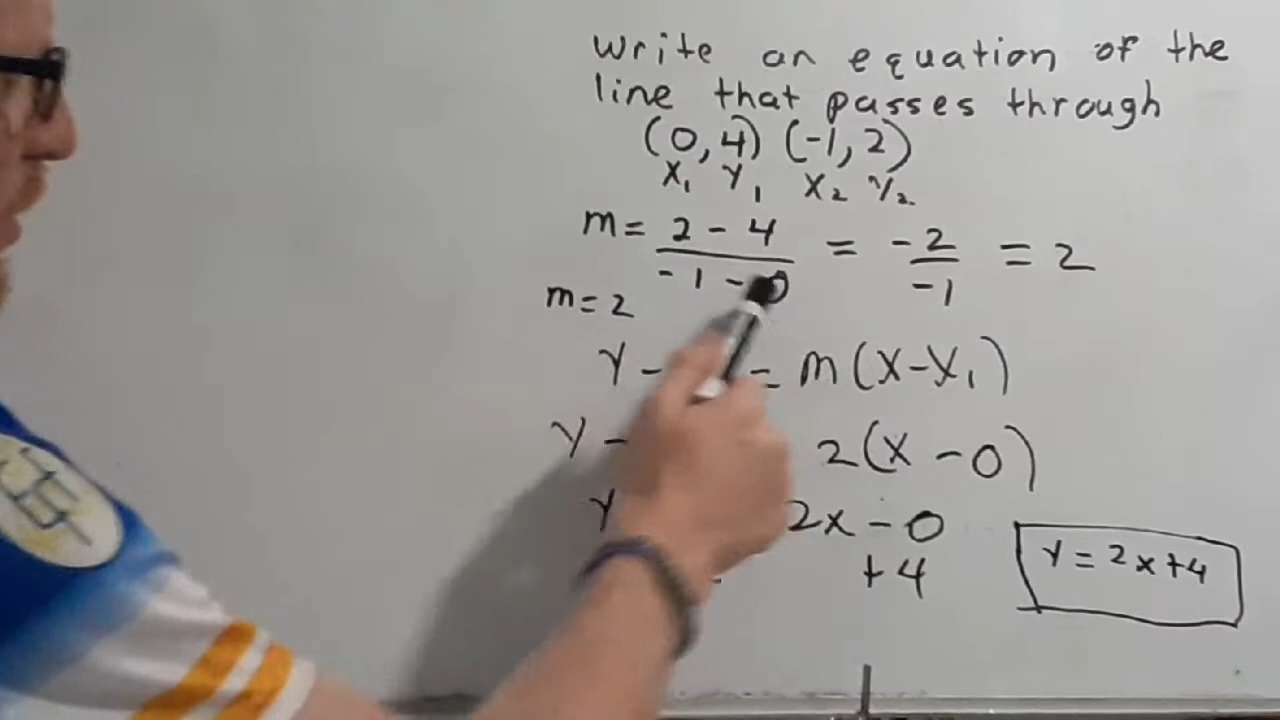 Write an equation of the
line that passes through
(0,4) (-1,2)
x₁ y₁ x₂ y₂
m = 2 - 4 / -1 - 0 = -2 / -1 = 2
m = 2
y - = m(x - x₁)
y - 2(x - 0)
y 2x - 0
+4
y = 2x + 4